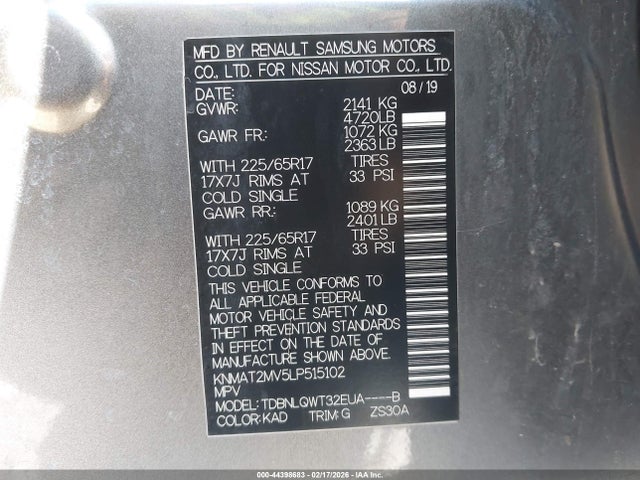 MFD BY RENAULT SAMSUNG MOTORS
CO., LTD. FOR NISSAN MOTOR CO., LTD.
DATE: 08/19
GVWR: 2141 KG
4720LB
GAWR FR: 1072 KG
2363 LB
WITH 225/65R17 TIRES
17X7J RIMS AT 33 PSI
COLD SINGLE
GAWR RR: 1089 KG
2401 LB
WITH 225/65R17 TIRES
17X7J RIMS AT 33 PSI
COLD SINGLE
THIS VEHICLE CONFORMS TO
ALL APPLICABLE FEDERAL
MOTOR VEHICLE SAFETY AND
THEFT PREVENTION STANDARDS
IN EFFECT ON THE DATE OF
MANUFACTURE SHOWN ABOVE.
KNMAT2MV5LP515102
MPV
MODEL: TDBNLQWT32EUA----B
COLOR: KAD TRIM:G ZS30A
000-44398683 - 02/17/2026 - Copyright IAA, Inc. All Rights Reserved.